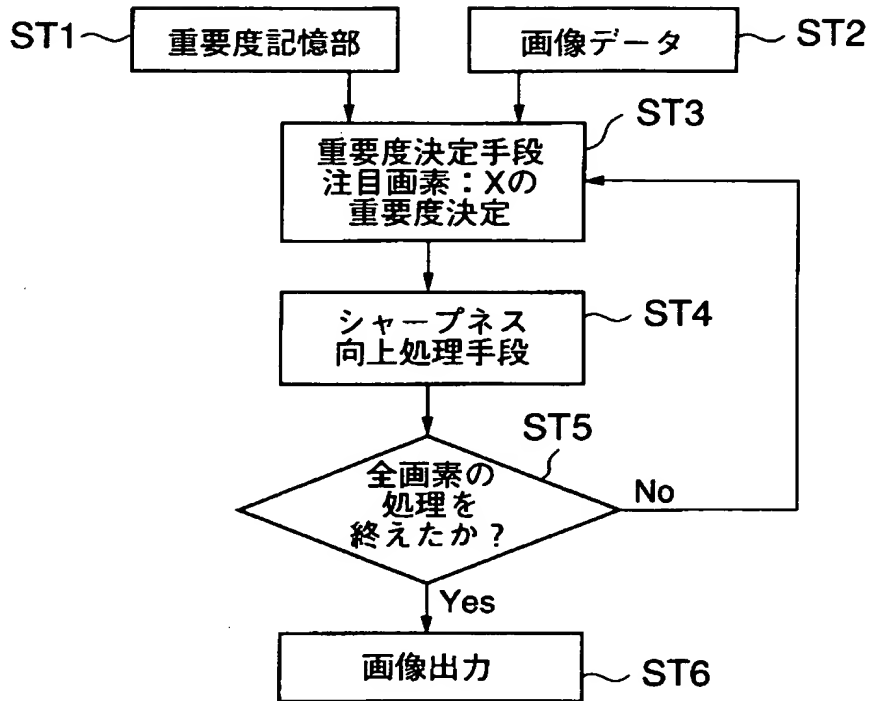 ST1
重要度記憶部
画像データ
ST2
ST3
重要度決定手段
注目画素：Xの
重要度決定
シャープネス
向上処理手段
ST4
ST5
全画素の
処理を
終えたか？
No
Yes
画像出力
ST6